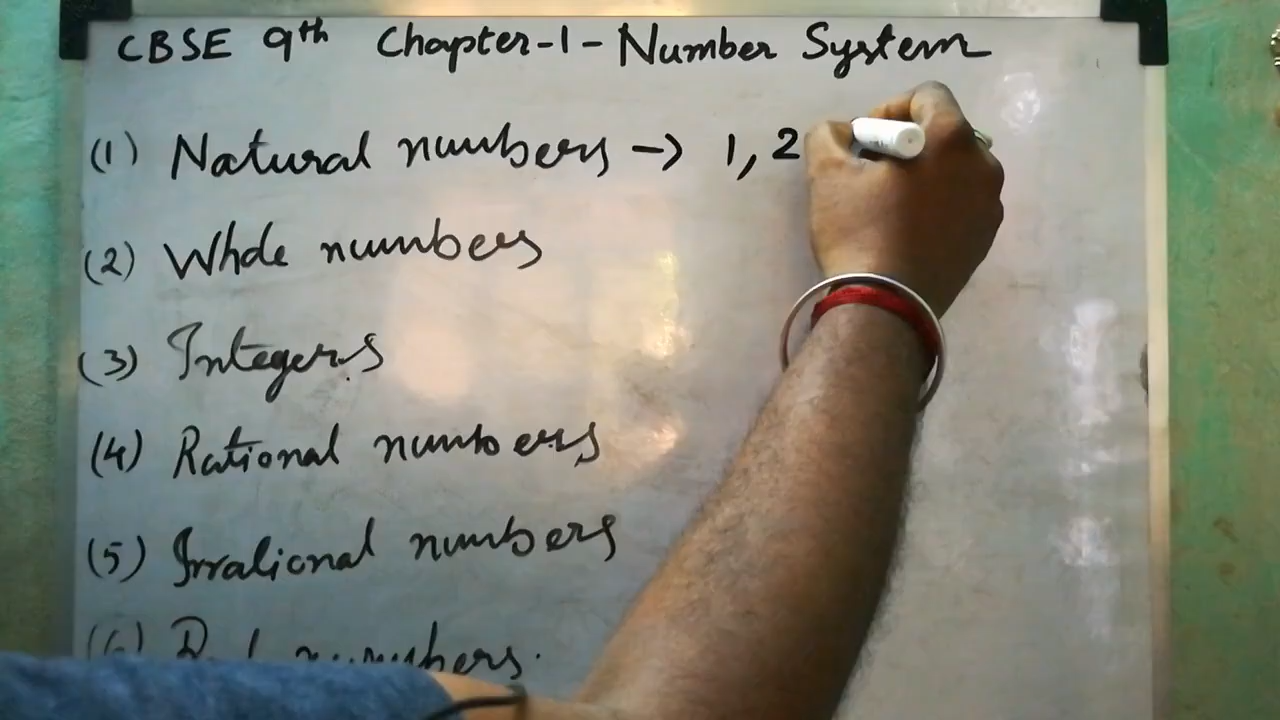 CBSE 9th Chapter-1- Number System
(1) Natural numbers -> 1, 2
(2) Whole numbers
(3) Integers
(4) Rational numbers
(5) Irrational numbers
numbers.